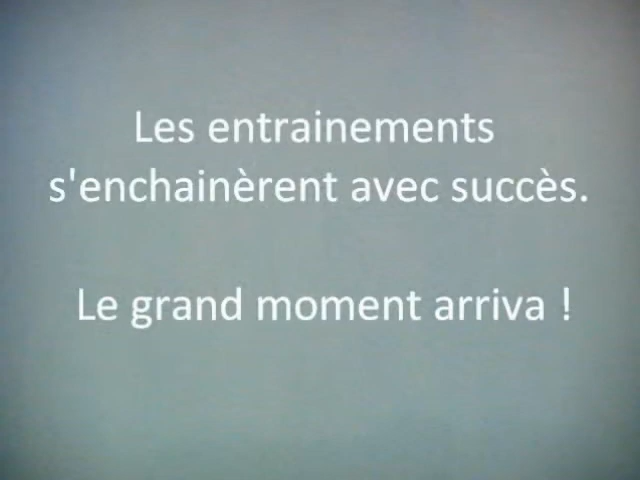 Les entrainements
s'enchainèrent avec succès.
Le grand moment arriva !